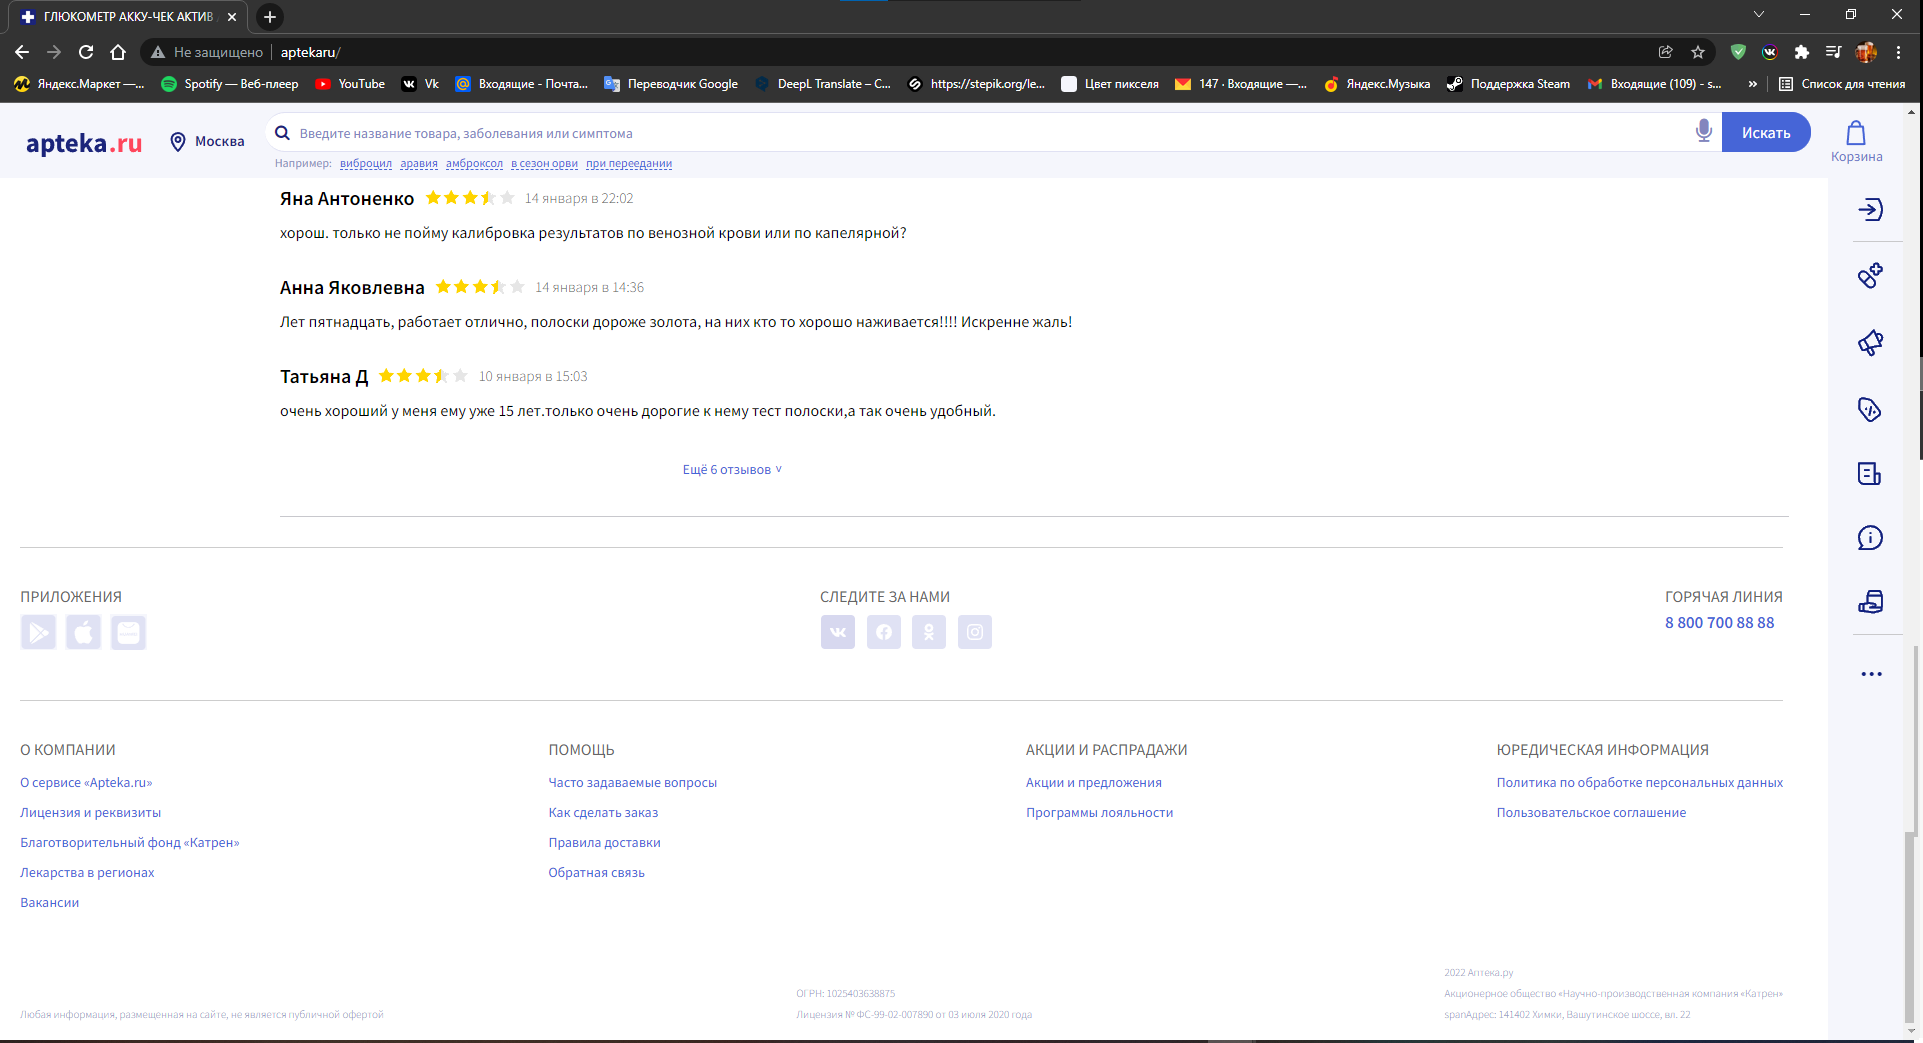 ГЛЮКОМЕТР АККУ-ЧЕК АКТИВ
Не защищено aptekaru/
Яндекс.Маркет —... Spotify — Веб-плеер YouTube Vk Входящие - Почта... Переводчик Google DeepL Translate – С... https://stepik.org/le... Цвет пикселя 147 · Входящие —... Яндекс.Музыка Поддержка Steam Входящие (109) - s... » Список для чтения
apteka.ru Москва Введите название товара, заболевания или симптома Искать Корзина
Например: виброцил аравия амброксол в сезон орви при переедании
Яна Антоненко 14 января в 22:02
хорош. только не пойму калибровка результатов по венозной крови или по капелярной?
Анна Яковлевна 14 января в 14:36
Лет пятнадцать, работает отлично, полоски дороже золота, на них кто то хорошо наживается!!!! Искренне жаль!
Татьяна Д 10 января в 15:03
очень хороший у меня ему уже 15 лет.только очень дорогие к нему тест полоски,а так очень удобный.
Ещё 6 отзывов
ПРИЛОЖЕНИЯ СЛЕДИТЕ ЗА НАМИ ГОРЯЧАЯ ЛИНИЯ
8 800 700 88 88
О КОМПАНИИ ПОМОЩЬ АКЦИИ И РАСПРАДАЖИ ЮРЕДИЧЕСКАЯ ИНФОРМАЦИЯ
О сервисе «Apteka.ru» Часто задаваемые вопросы Акции и предложения Политика по обработке персональных данных
Лицензия и реквизиты Как сделать заказ Программы лояльности Пользовательское соглашение
Благотворительный фонд «Катрен» Правила доставки
Лекарства в регионах Обратная связь
Вакансии
2022 Аптека.ру
ОГРН: 1025403638875 Акционерное общество «Научно-производственная компания «Катрен»
Любая информация, размещенная на сайте, не является публичной офертой Лицензия № ФС-99-02-007890 от 03 июля 2020 года spanАдрес: 141402 Химки, Вашутинское шоссе, вл. 22